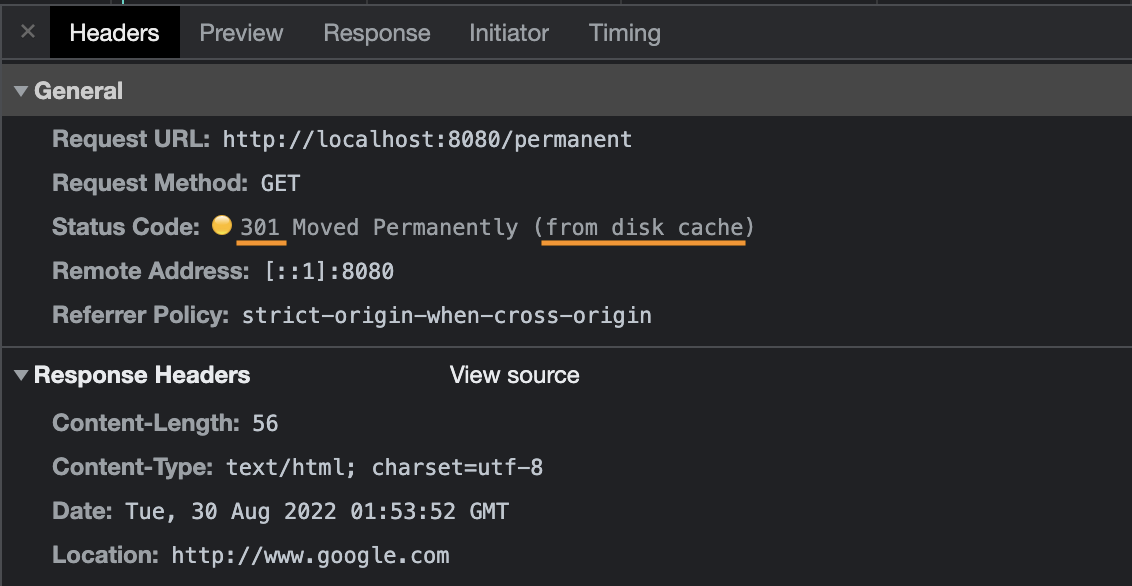 × Headers Preview Response Initiator Timing
▼ General
Request URL: http://localhost:8080/permanent
Request Method: GET
Status Code: 301 Moved Permanently (from disk cache)
Remote Address: [::1]:8080
Referrer Policy: strict-origin-when-cross-origin
▼ Response Headers View source
Content-Length: 56
Content-Type: text/html; charset=utf-8
Date: Tue, 30 Aug 2022 01:53:52 GMT
Location: http://www.google.com